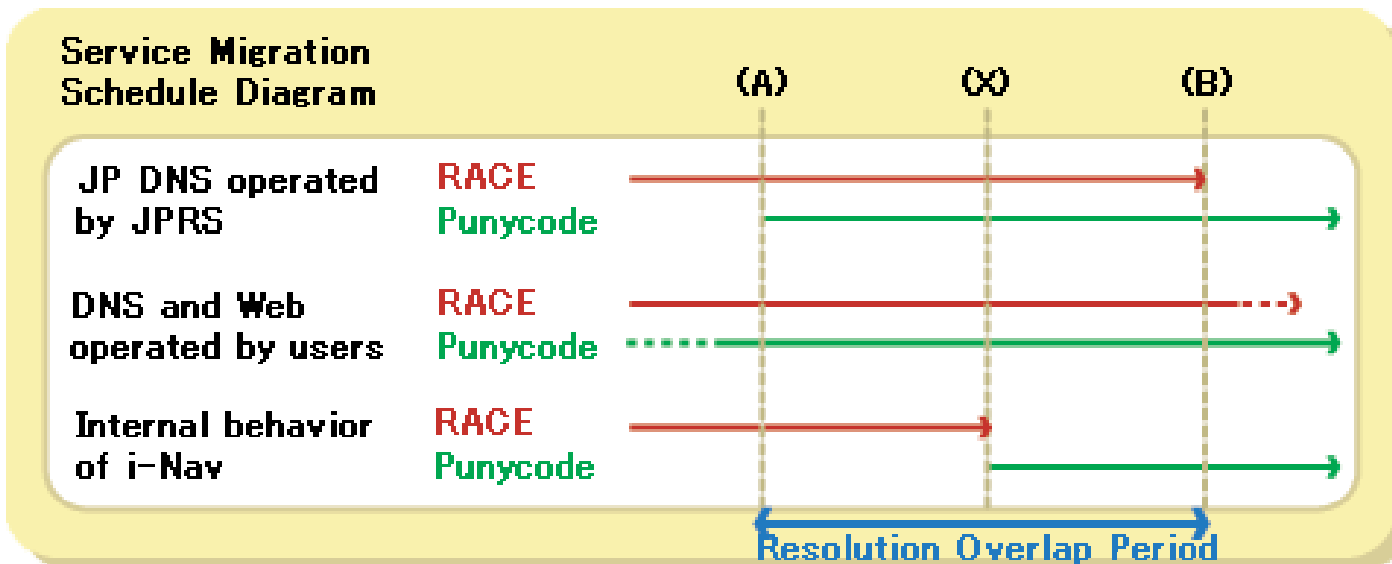 Service Migration
Schedule Diagram
(A)
(X)
(B)
JP DNS operated
by JPRS
RACE
Punycode
DNS and Web
operated by users
RACE
Punycode
Internal behavior
of i-Nav
RACE
Punycode
Resolution Overlap Period